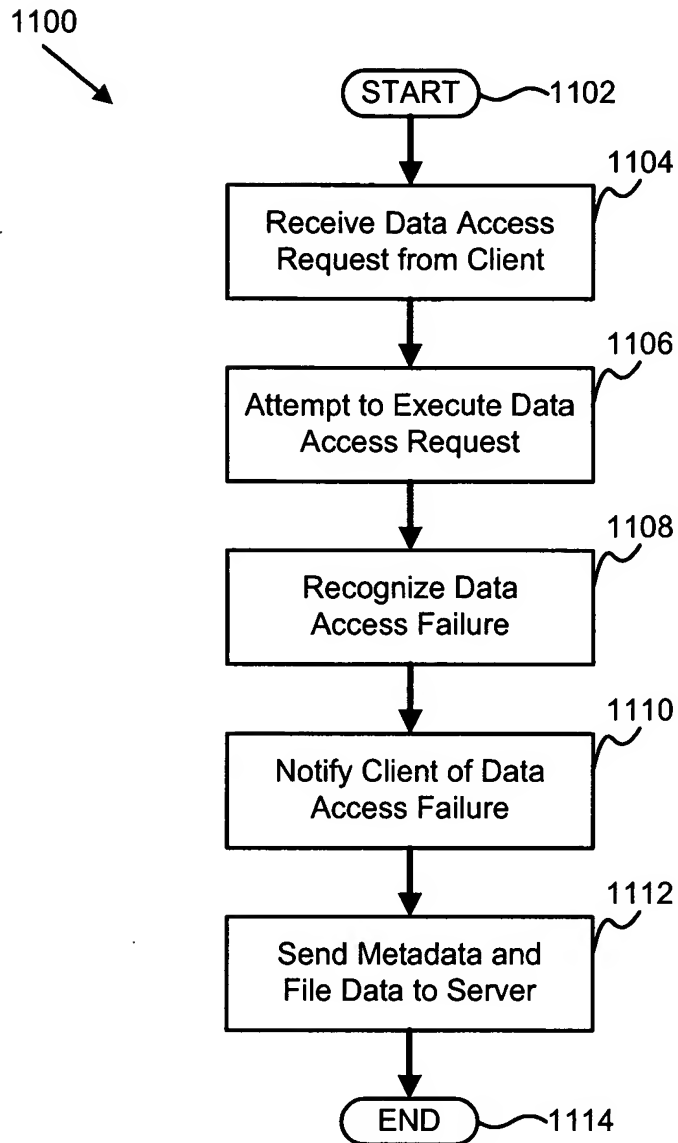 1100
START
1102
1104
Receive Data Access
Request from Client
1106
Attempt to Execute Data
Access Request
1108
Recognize Data
Access Failure
1110
Notify Client of Data
Access Failure
1112
Send Metadata and
File Data to Server
END
1114